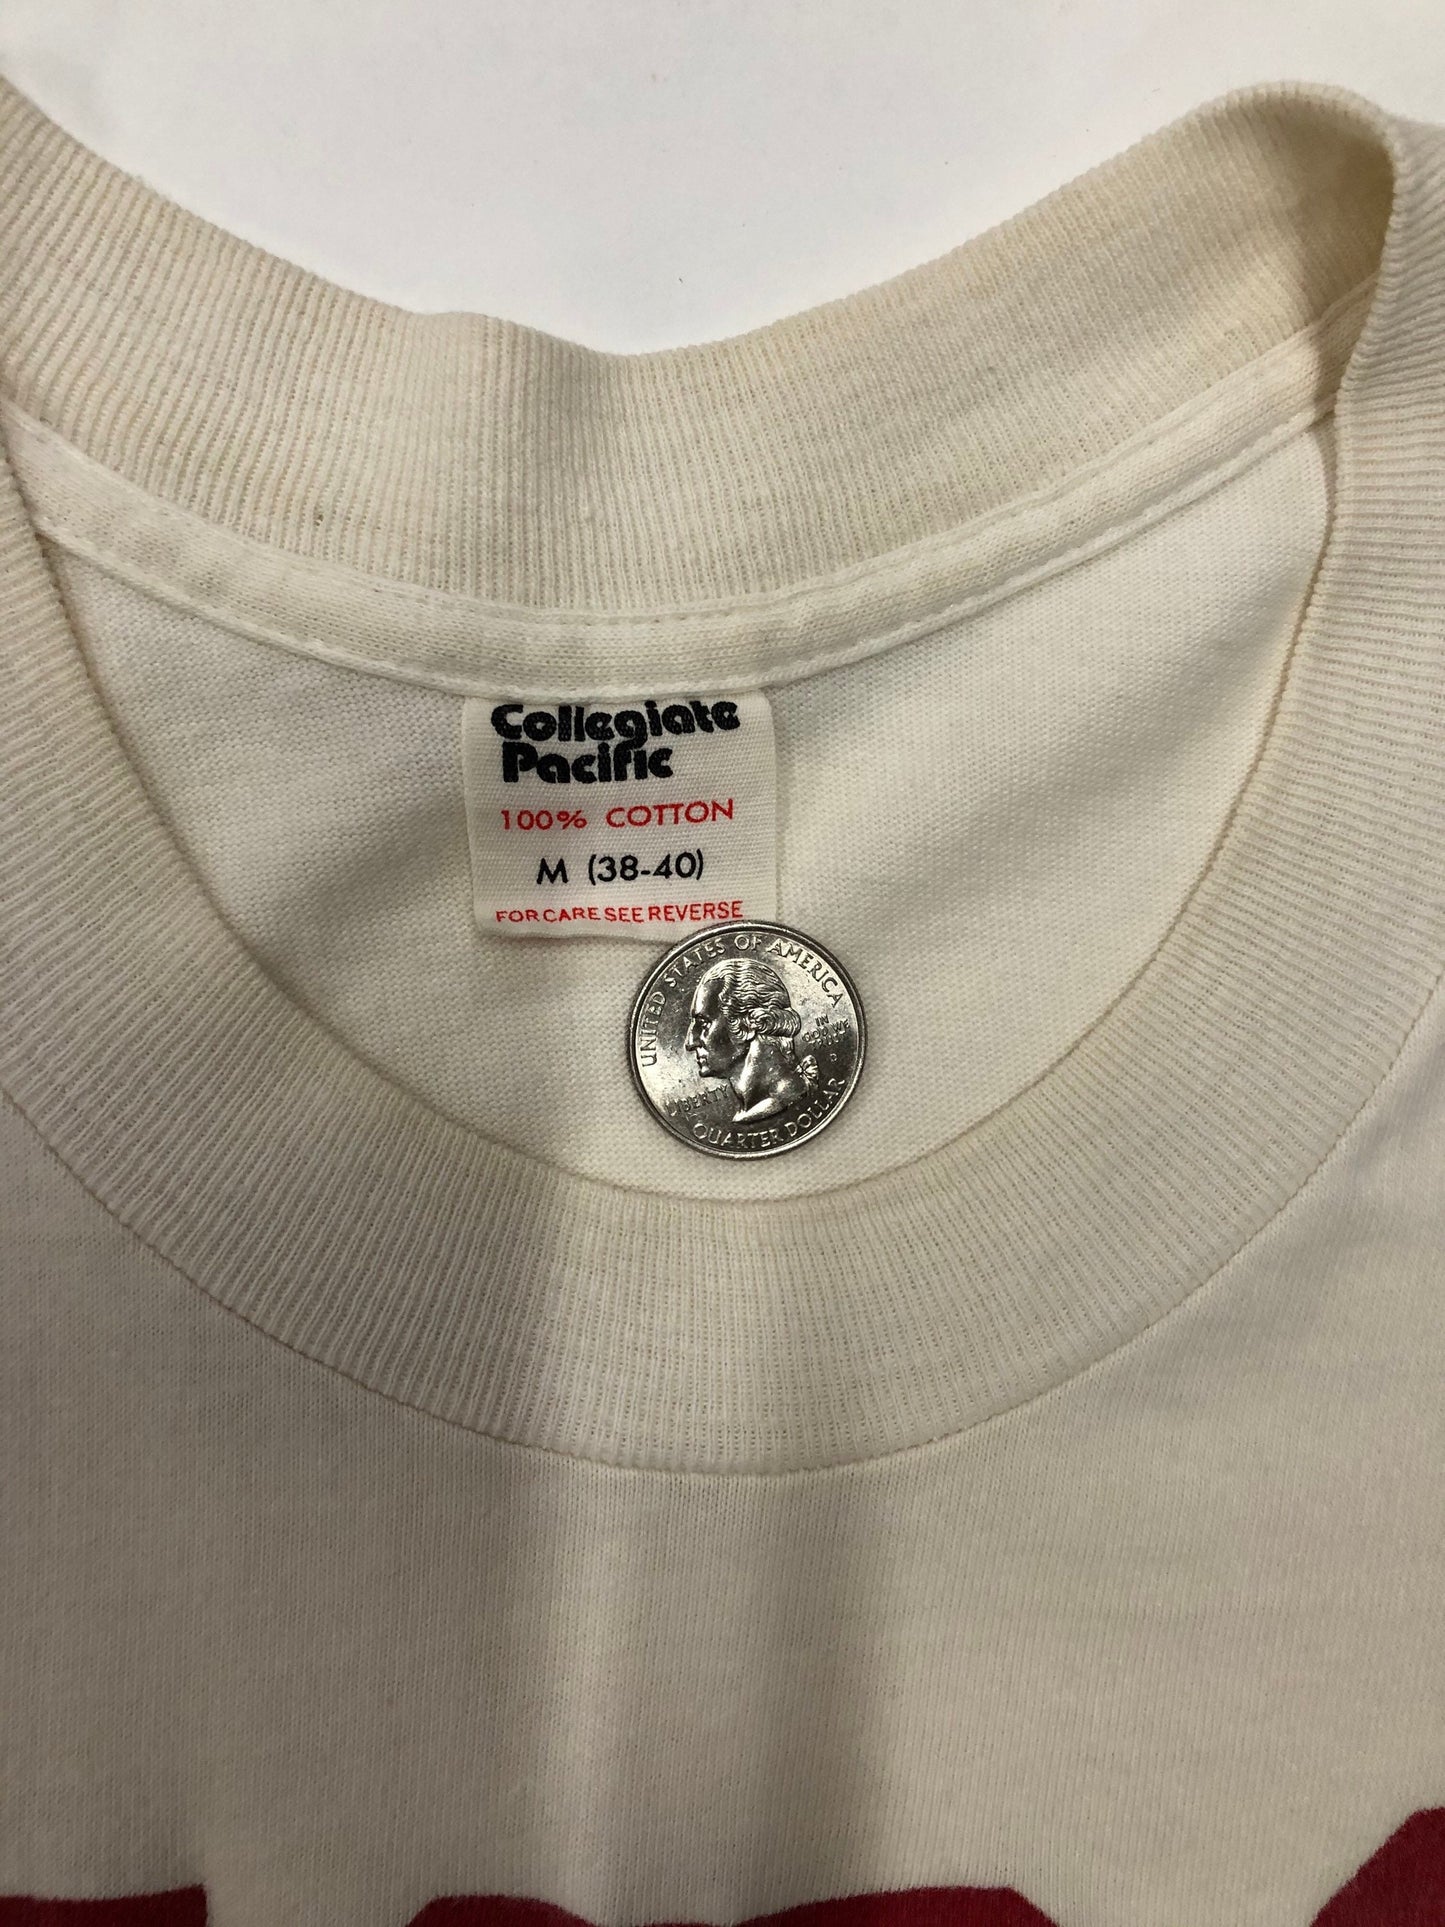 Collegiate
Pacific
100% COTTON
M (38-40)
FOR CARE SEE REVERSE
UNITED STATES OF AMERICA
IN
GOD WE
TRUST
D
LIBERTY
QUARTER DOLLAR